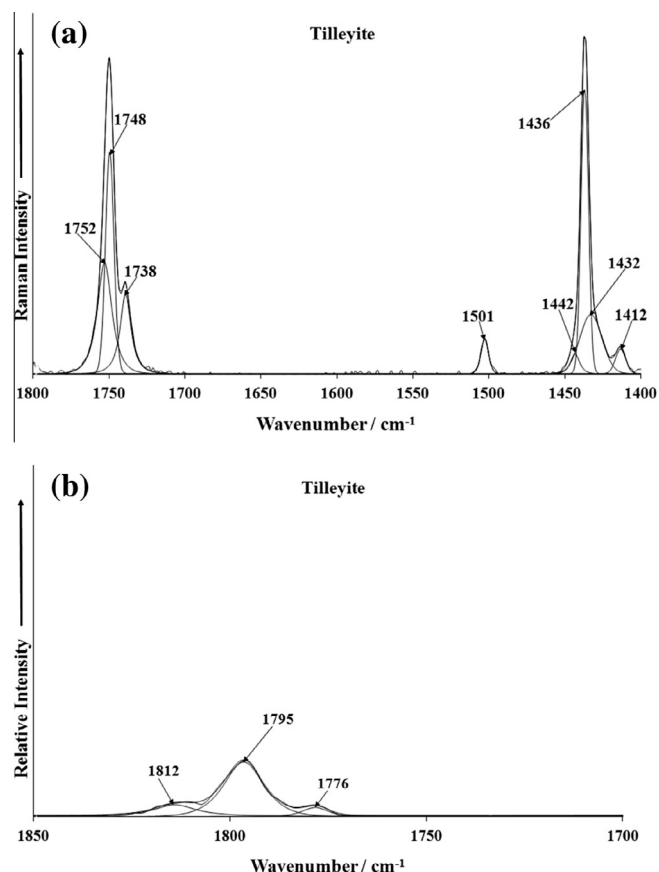 (a)
Tilleyite
Raman Intensity
1748
1752
1738
1501
1436
1432
1442
1412
1800 1750 1700 1650 1600 1550 1500 1450 1400
Wavenumber / cm-1
(b)
Tilleyite
Relative Intensity
1795
1812
1776
1850 1800 1750 1700
Wavenumber / cm-1